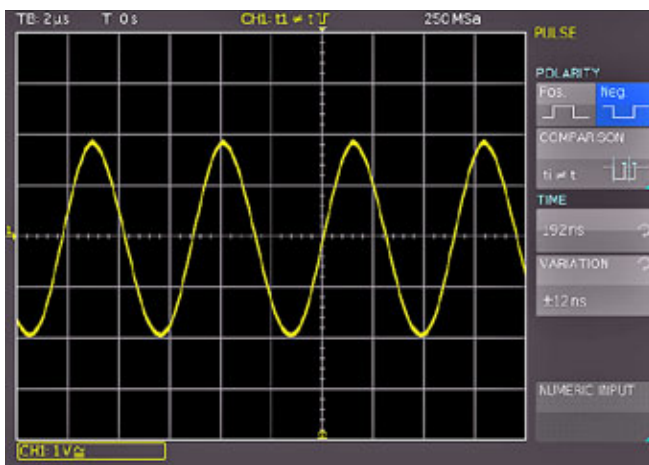 TB: 2µs T: 0s CH1: t1 ≠ t 250MSa
PULSE
POLARITY
Pos. Neg.
COMPARISON
ti ≠ t
TIME
192ns
VARIATION
±12ns
NUMERIC INPUT
1
CH1: 1V≅